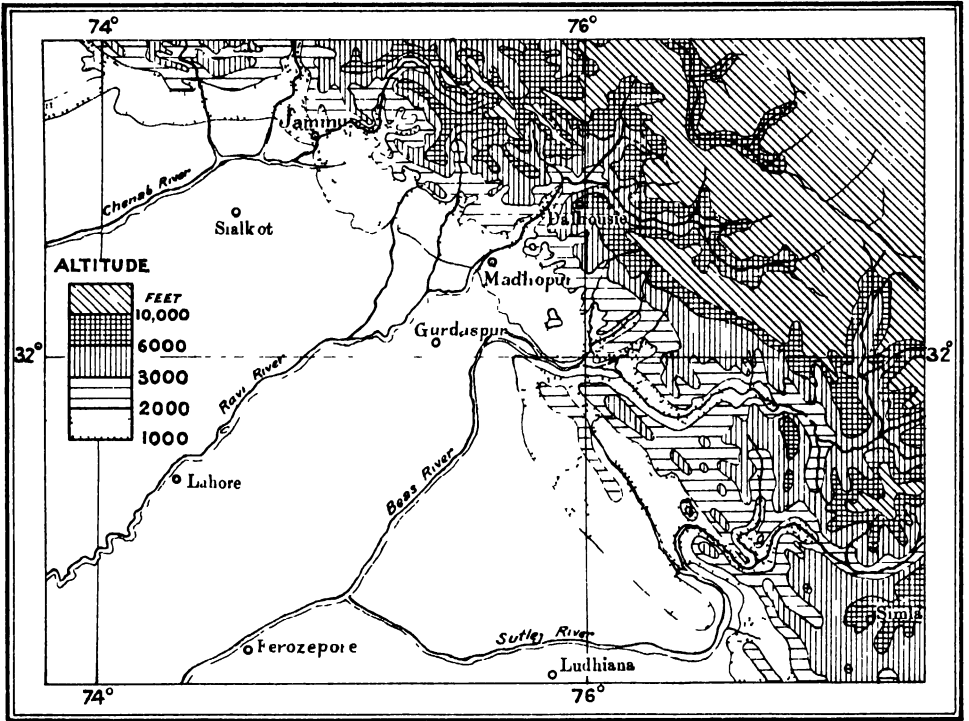 74° 76°
Jammu
Chenab River
Sialkot
Dalhousie
ALTITUDE
FEET
10,000
6000
3000
2000
1000
Madhopur
Gurdaspur
32° 32°
Ravi River
Lahore
Beas River
Simla
Sutlej River
Ferozepore
Ludhiana
74° 76°